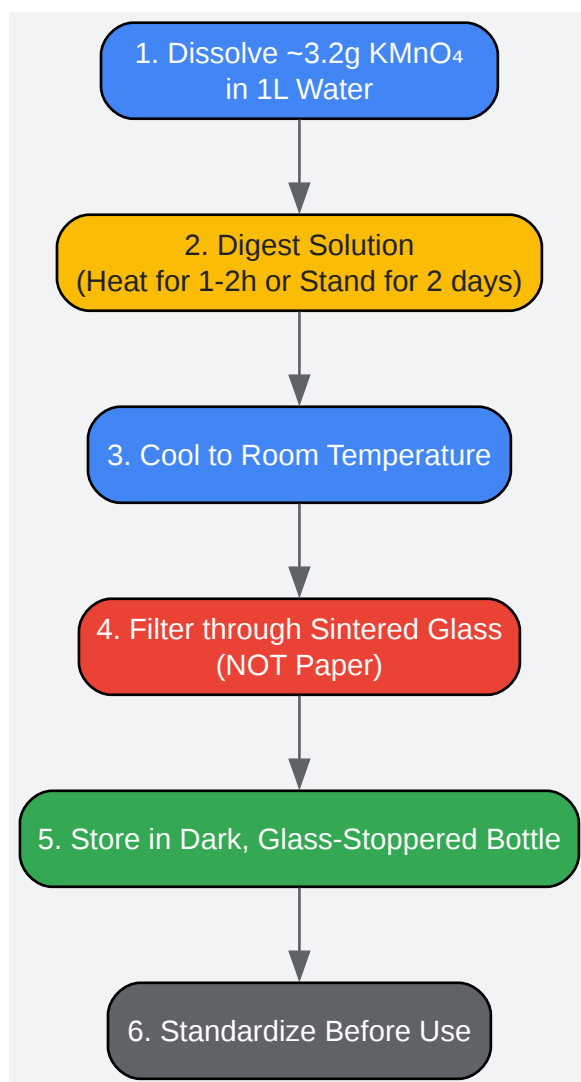 1. Dissolve ~3.2g KMnO₄
in 1L Water
2. Digest Solution
(Heat for 1-2h or Stand for 2 days)
3. Cool to Room Temperature
4. Filter through Sintered Glass
(NOT Paper)
5. Store in Dark, Glass-Stoppered Bottle
6. Standardize Before Use